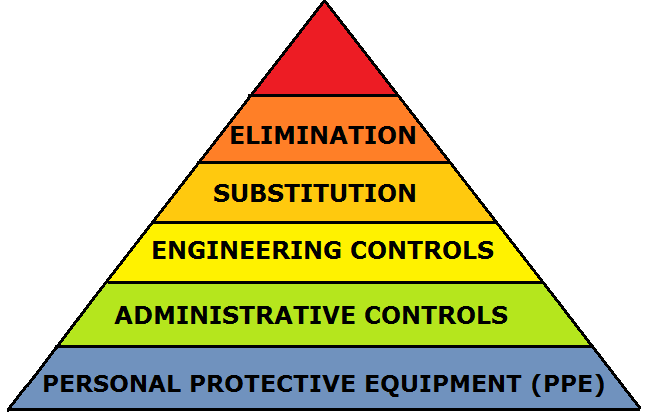 ELIMINATION
SUBSTITUTION
ENGINEERING CONTROLS
ADMINISTRATIVE CONTROLS
PERSONAL PROTECTIVE EQUIPMENT (PPE)